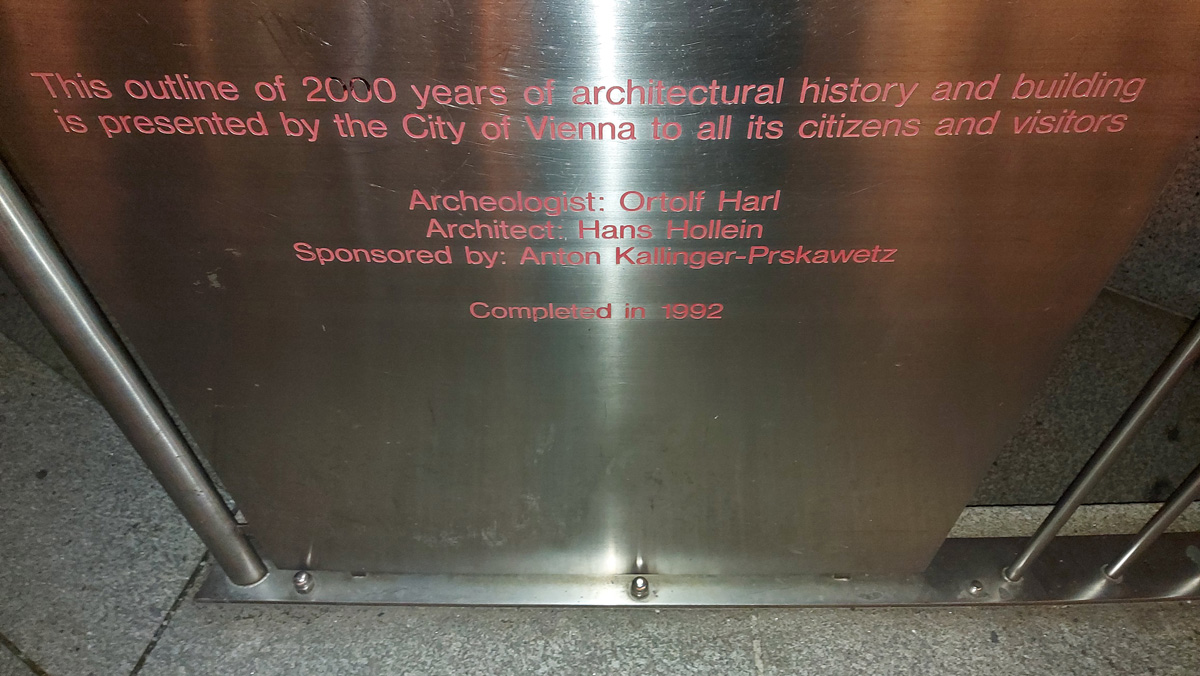 This outline of 2000 years of architectural history and building
is presented by the City of Vienna to all its citizens and visitors
Archeologist: Ortolf Harl
Architect: Hans Hollein
Sponsored by: Anton Kallinger-Prskawetz
Completed in 1992